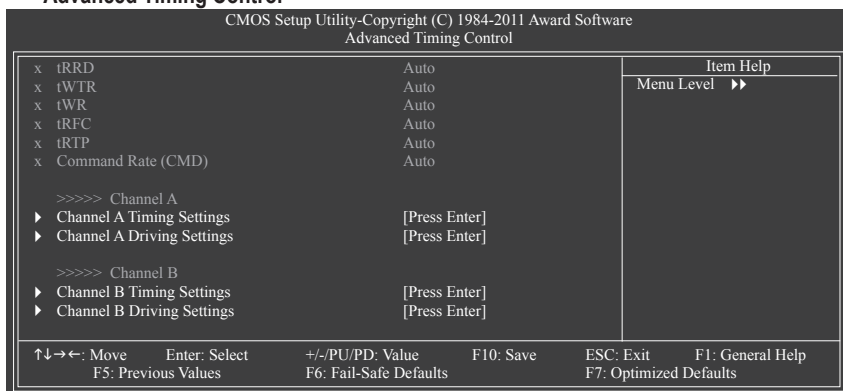 Advanced Timing Control
CMOS Setup Utility-Copyright (C) 1984-2011 Award Software
Advanced Timing Control
x tRRD Auto
x tWTR Auto
x tWR Auto
x tRFC Auto
x tRTP Auto
x Command Rate (CMD) Auto
>>>>> Channel A
Channel A Timing Settings [Press Enter]
Channel A Driving Settings [Press Enter]
>>>>> Channel B
Channel B Timing Settings [Press Enter]
Channel B Driving Settings [Press Enter]
Item Help
Menu Level
↑↓→←: Move Enter: Select +/-/PU/PD: Value F10: Save ESC: Exit F1: General Help
F5: Previous Values F6: Fail-Safe Defaults F7: Optimized Defaults